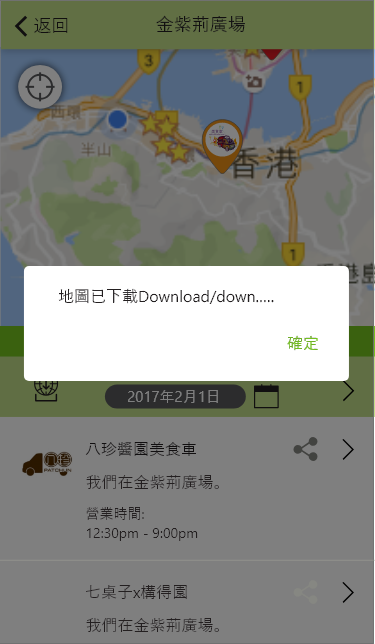 返回
金紫荆廣場
3
1
西環
半山
香港
1
地圖已下載Download/down.....
確定
2017年2月1日
八珍醬園美食車
我們在金紫荆廣場。
營業時間:
12:30pm - 9:00pm
七桌子x構得園
我們在金紫荆廣場。